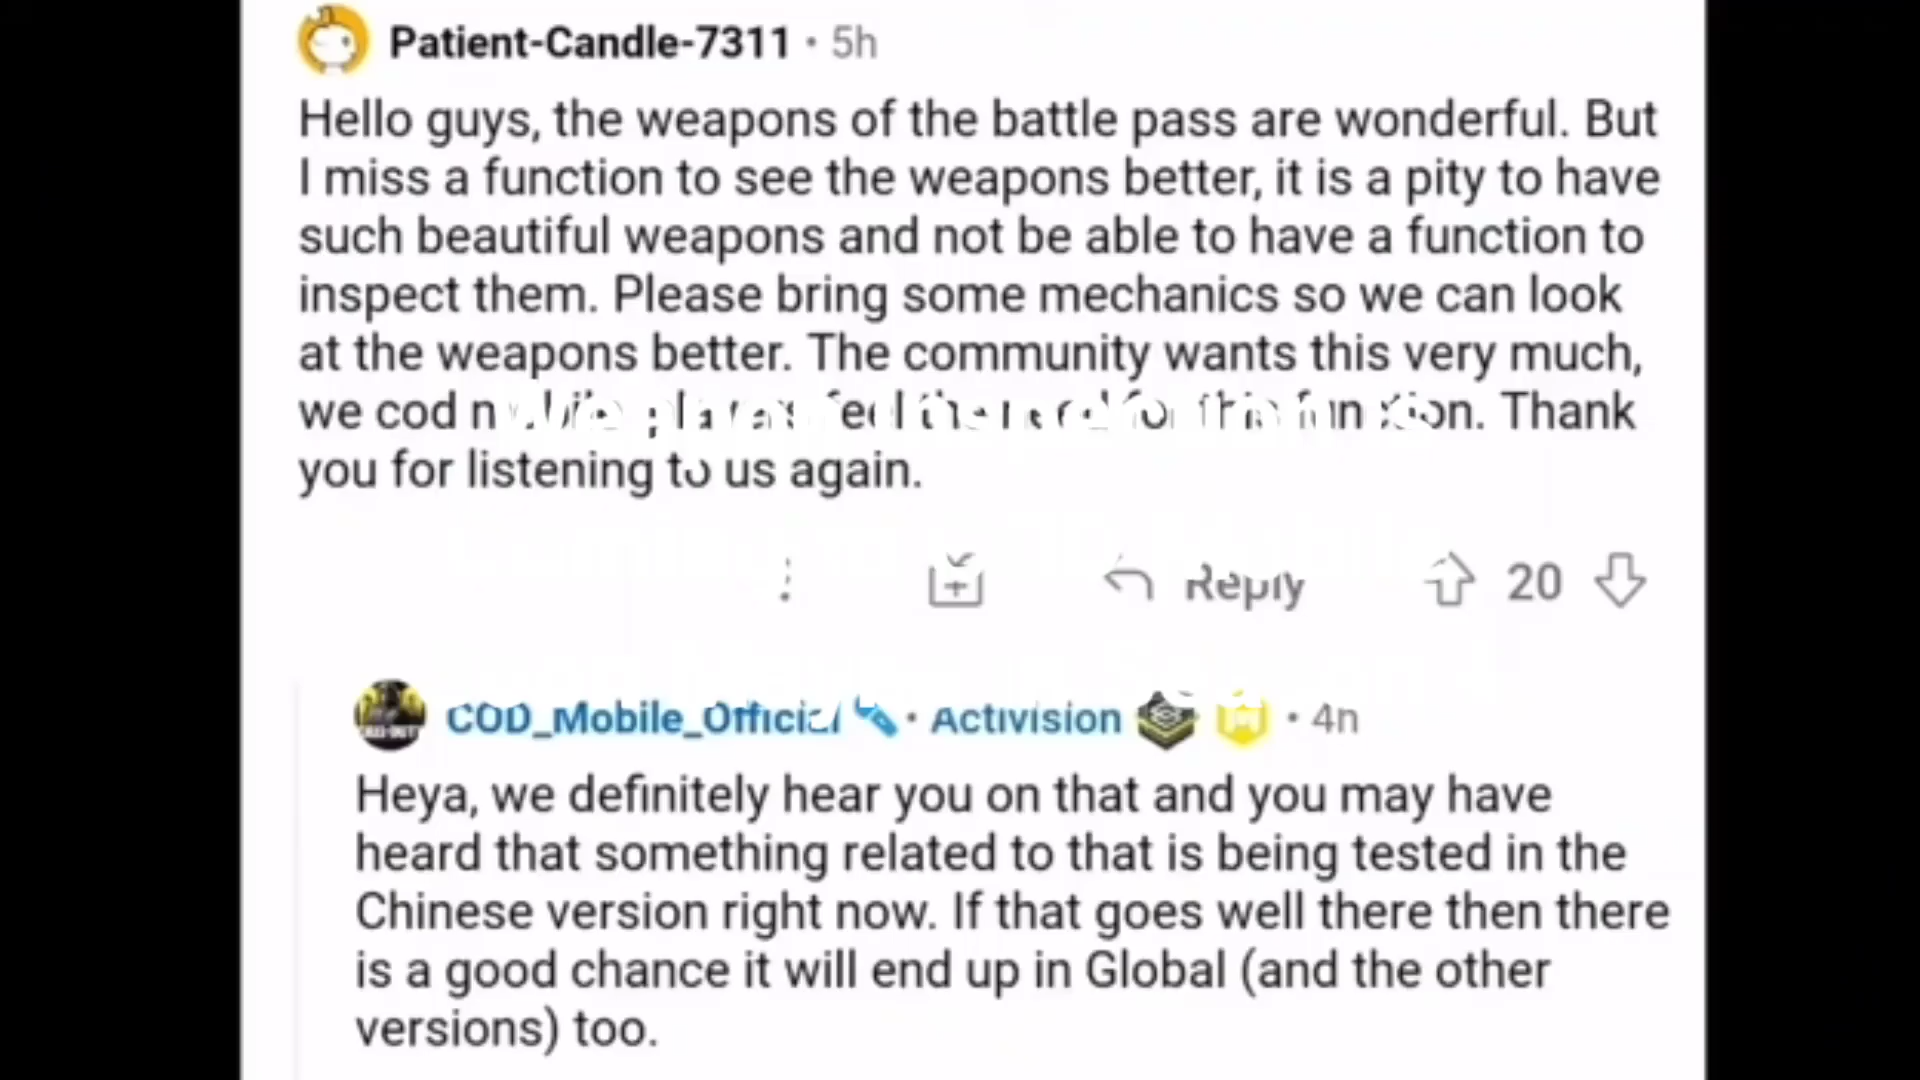 Patient-Candle-7311 · 5h
Hello guys, the weapons of the battle pass are wonderful. But
I miss a function to see the weapons better, it is a pity to have
such beautiful weapons and not be able to have a function to
inspect them. Please bring some mechanics so we can look
at the weapons better. The community wants this very much,
we cod feel for this function. Thank
you for listening to us again.
Reply 20
COD_Mobile_Official · Activision · 4h
Heya, we definitely hear you on that and you may have
heard that something related to that is being tested in the
Chinese version right now. If that goes well there then there
is a good chance it will end up in Global (and the other
versions) too.